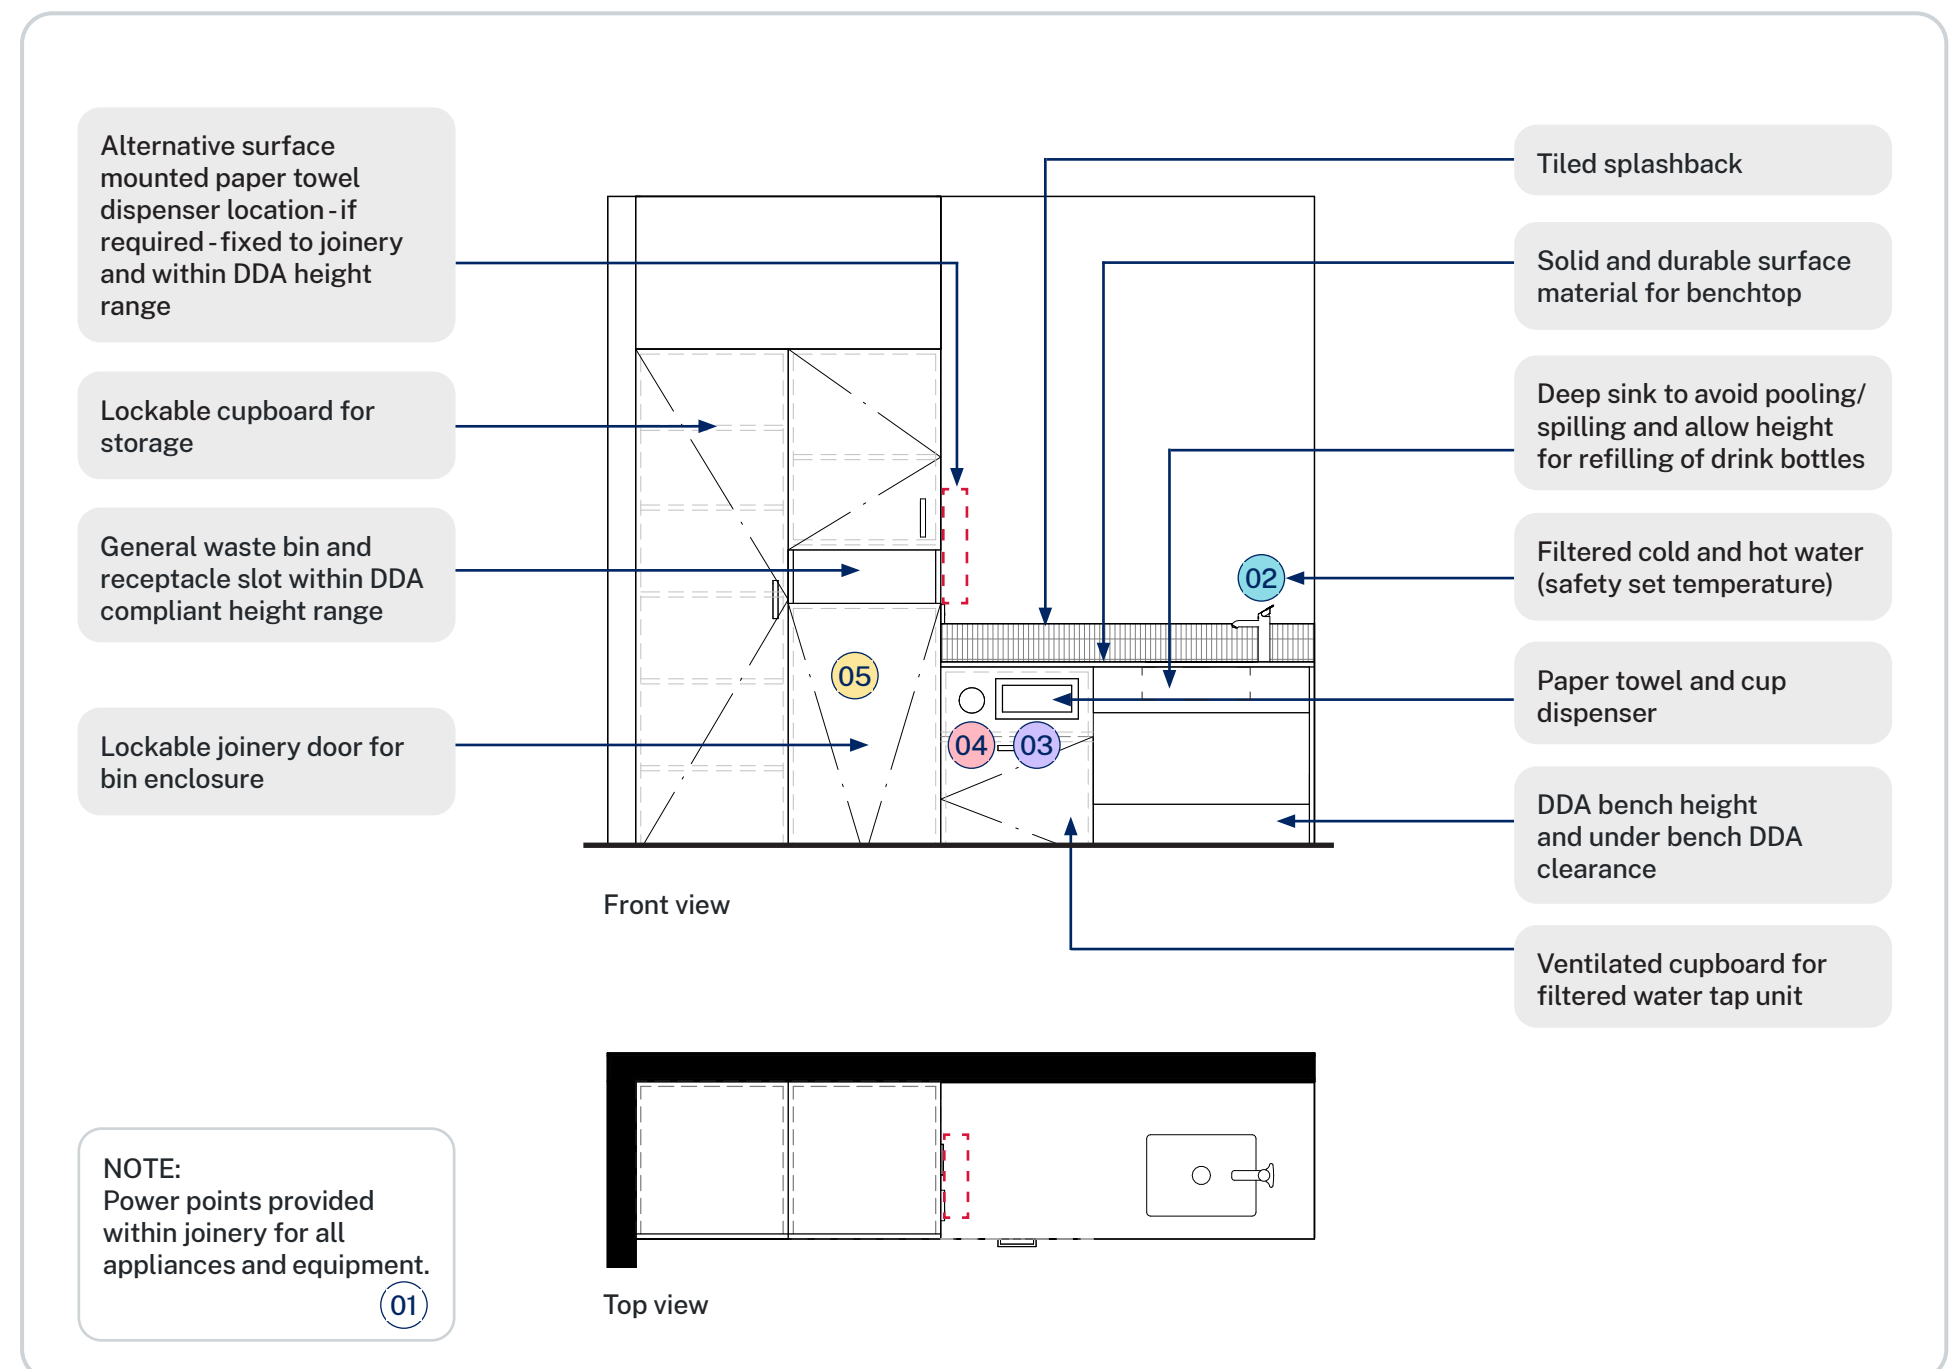 Alternative surface
mounted paper towel
dispenser location - if
required - fixed to joinery
and within DDA height
range
Lockable cupboard for
storage
General waste bin and
receptacle slot within DDA
compliant height range
Lockable joinery door for
bin enclosure
Tiled splashback
Solid and durable surface
material for benchtop
Deep sink to avoid pooling/
spilling and allow height
for refilling of drink bottles
Filtered cold and hot water
(safety set temperature)
Paper towel and cup
dispenser
DDA bench height
and under bench DDA
clearance
Ventilated cupboard for
filtered water tap unit
02
05
04
03
Front view
Top view
NOTE:
Power points provided
within joinery for all
appliances and equipment.
01